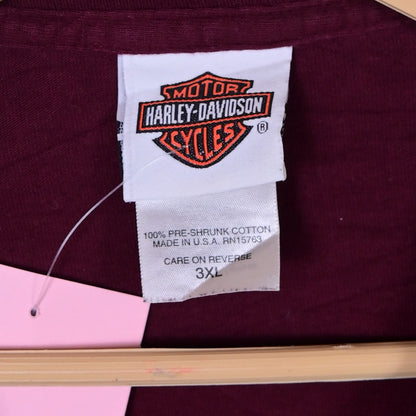 MOTOR
HARLEY-DAVIDSON
CYCLES
®
100% PRE-SHRUNK COTTON
MADE IN U.S.A. RN15763
CARE ON REVERSE
3XL